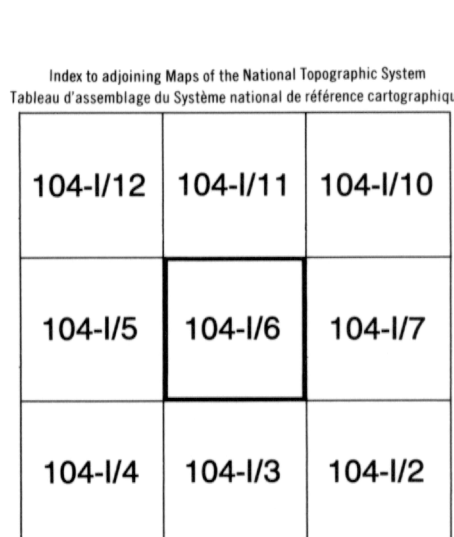 Index to adjoining Maps of the National Topographic System
Tableau d'assemblage du Système national de référence cartographiqu
104-I/12 104-I/11 104-I/10
104-I/5 104-I/6 104-I/7
104-I/4 104-I/3 104-I/2